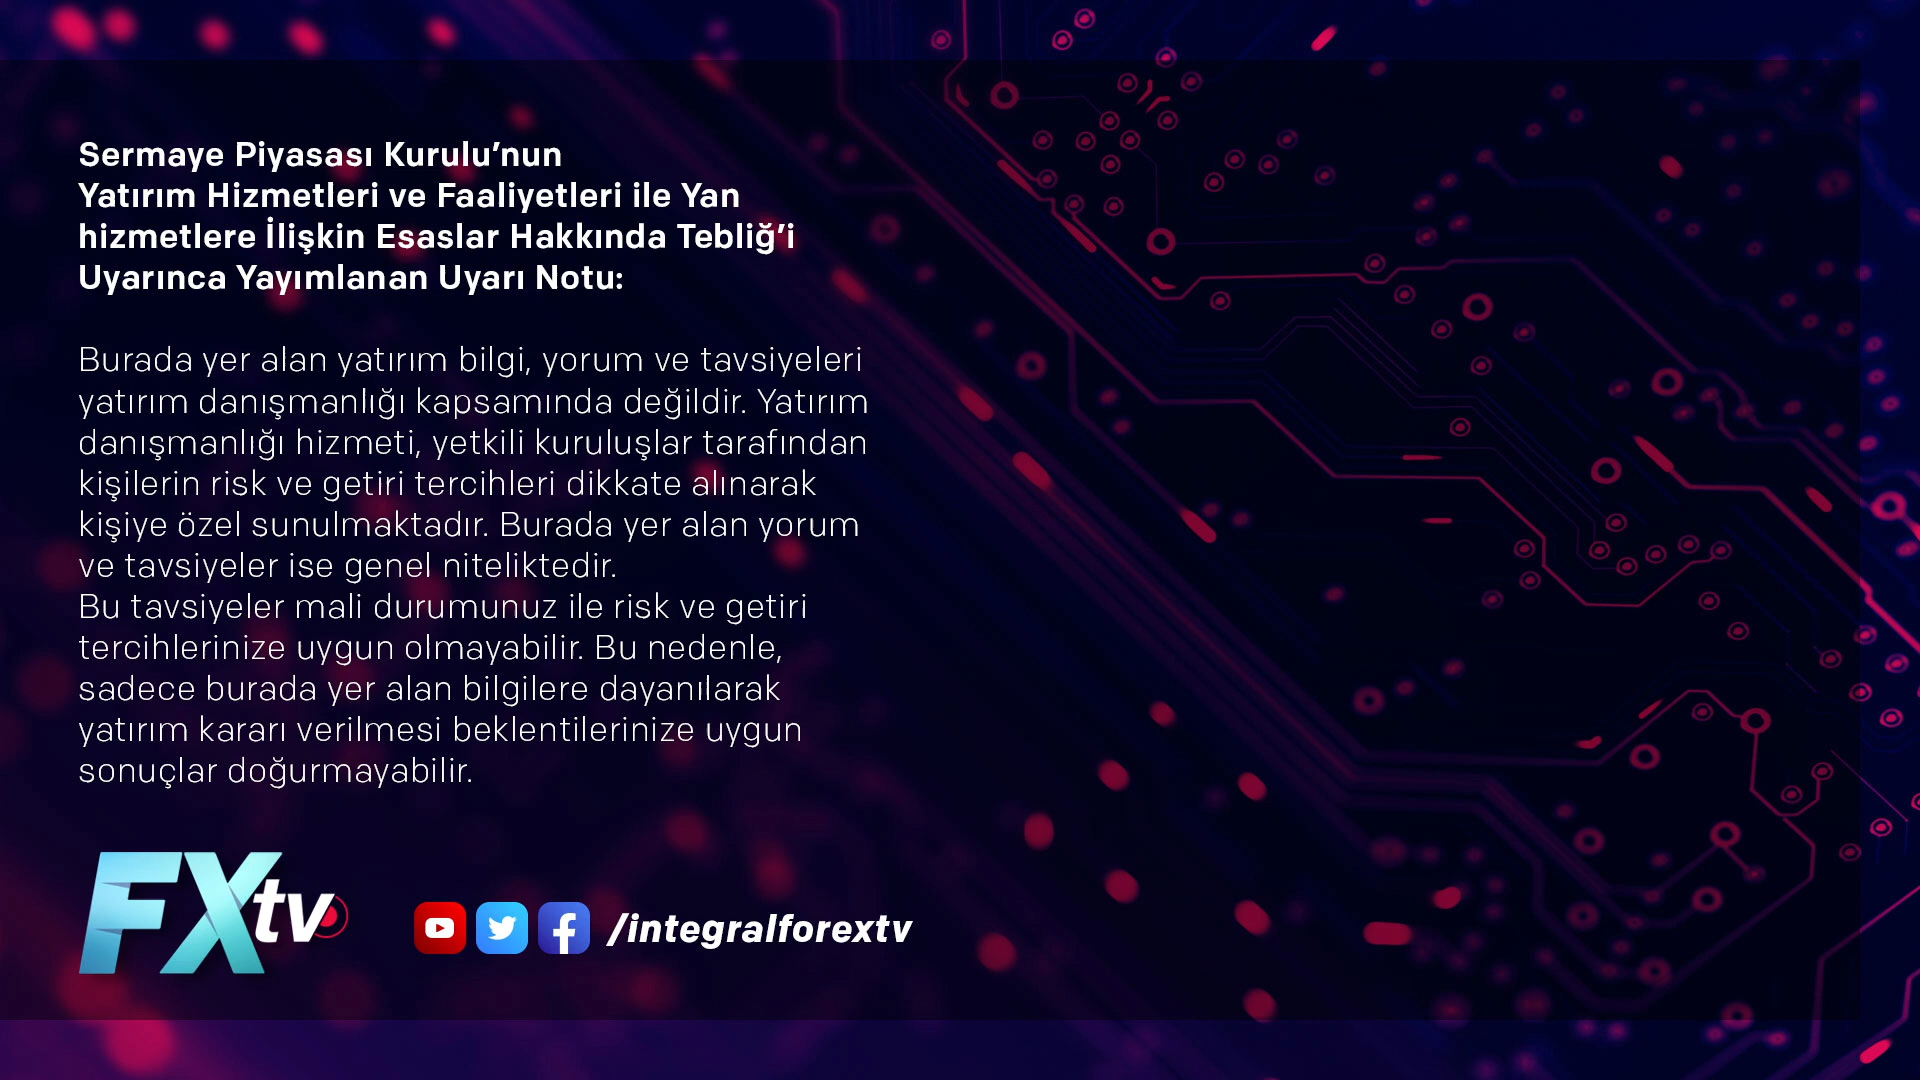 Sermaye Piyasası Kurulu’nun
Yatırım Hizmetleri ve Faaliyetleri ile Yan
hizmetlere İlişkin Esaslar Hakkında Tebliğ’i
Uyarınca Yayımlanan Uyarı Notu:
Burada yer alan yatırım bilgi, yorum ve tavsiyeleri
yatırım danışmanlığı kapsamında değildir. Yatırım
danışmanlığı hizmeti, yetkili kuruluşlar tarafından
kişilerin risk ve getiri tercihleri dikkate alınarak
kişiye özel sunulmaktadır. Burada yer alan yorum
ve tavsiyeler ise genel niteliktedir.
Bu tavsiyeler mali durumunuz ile risk ve getiri
tercihlerinize uygun olmayabilir. Bu nedenle,
sadece burada yer alan bilgilere dayanılarak
yatırım kararı verilmesi beklentilerinize uygun
sonuçlar doğurmayabilir.
FXtv
/integralforextv